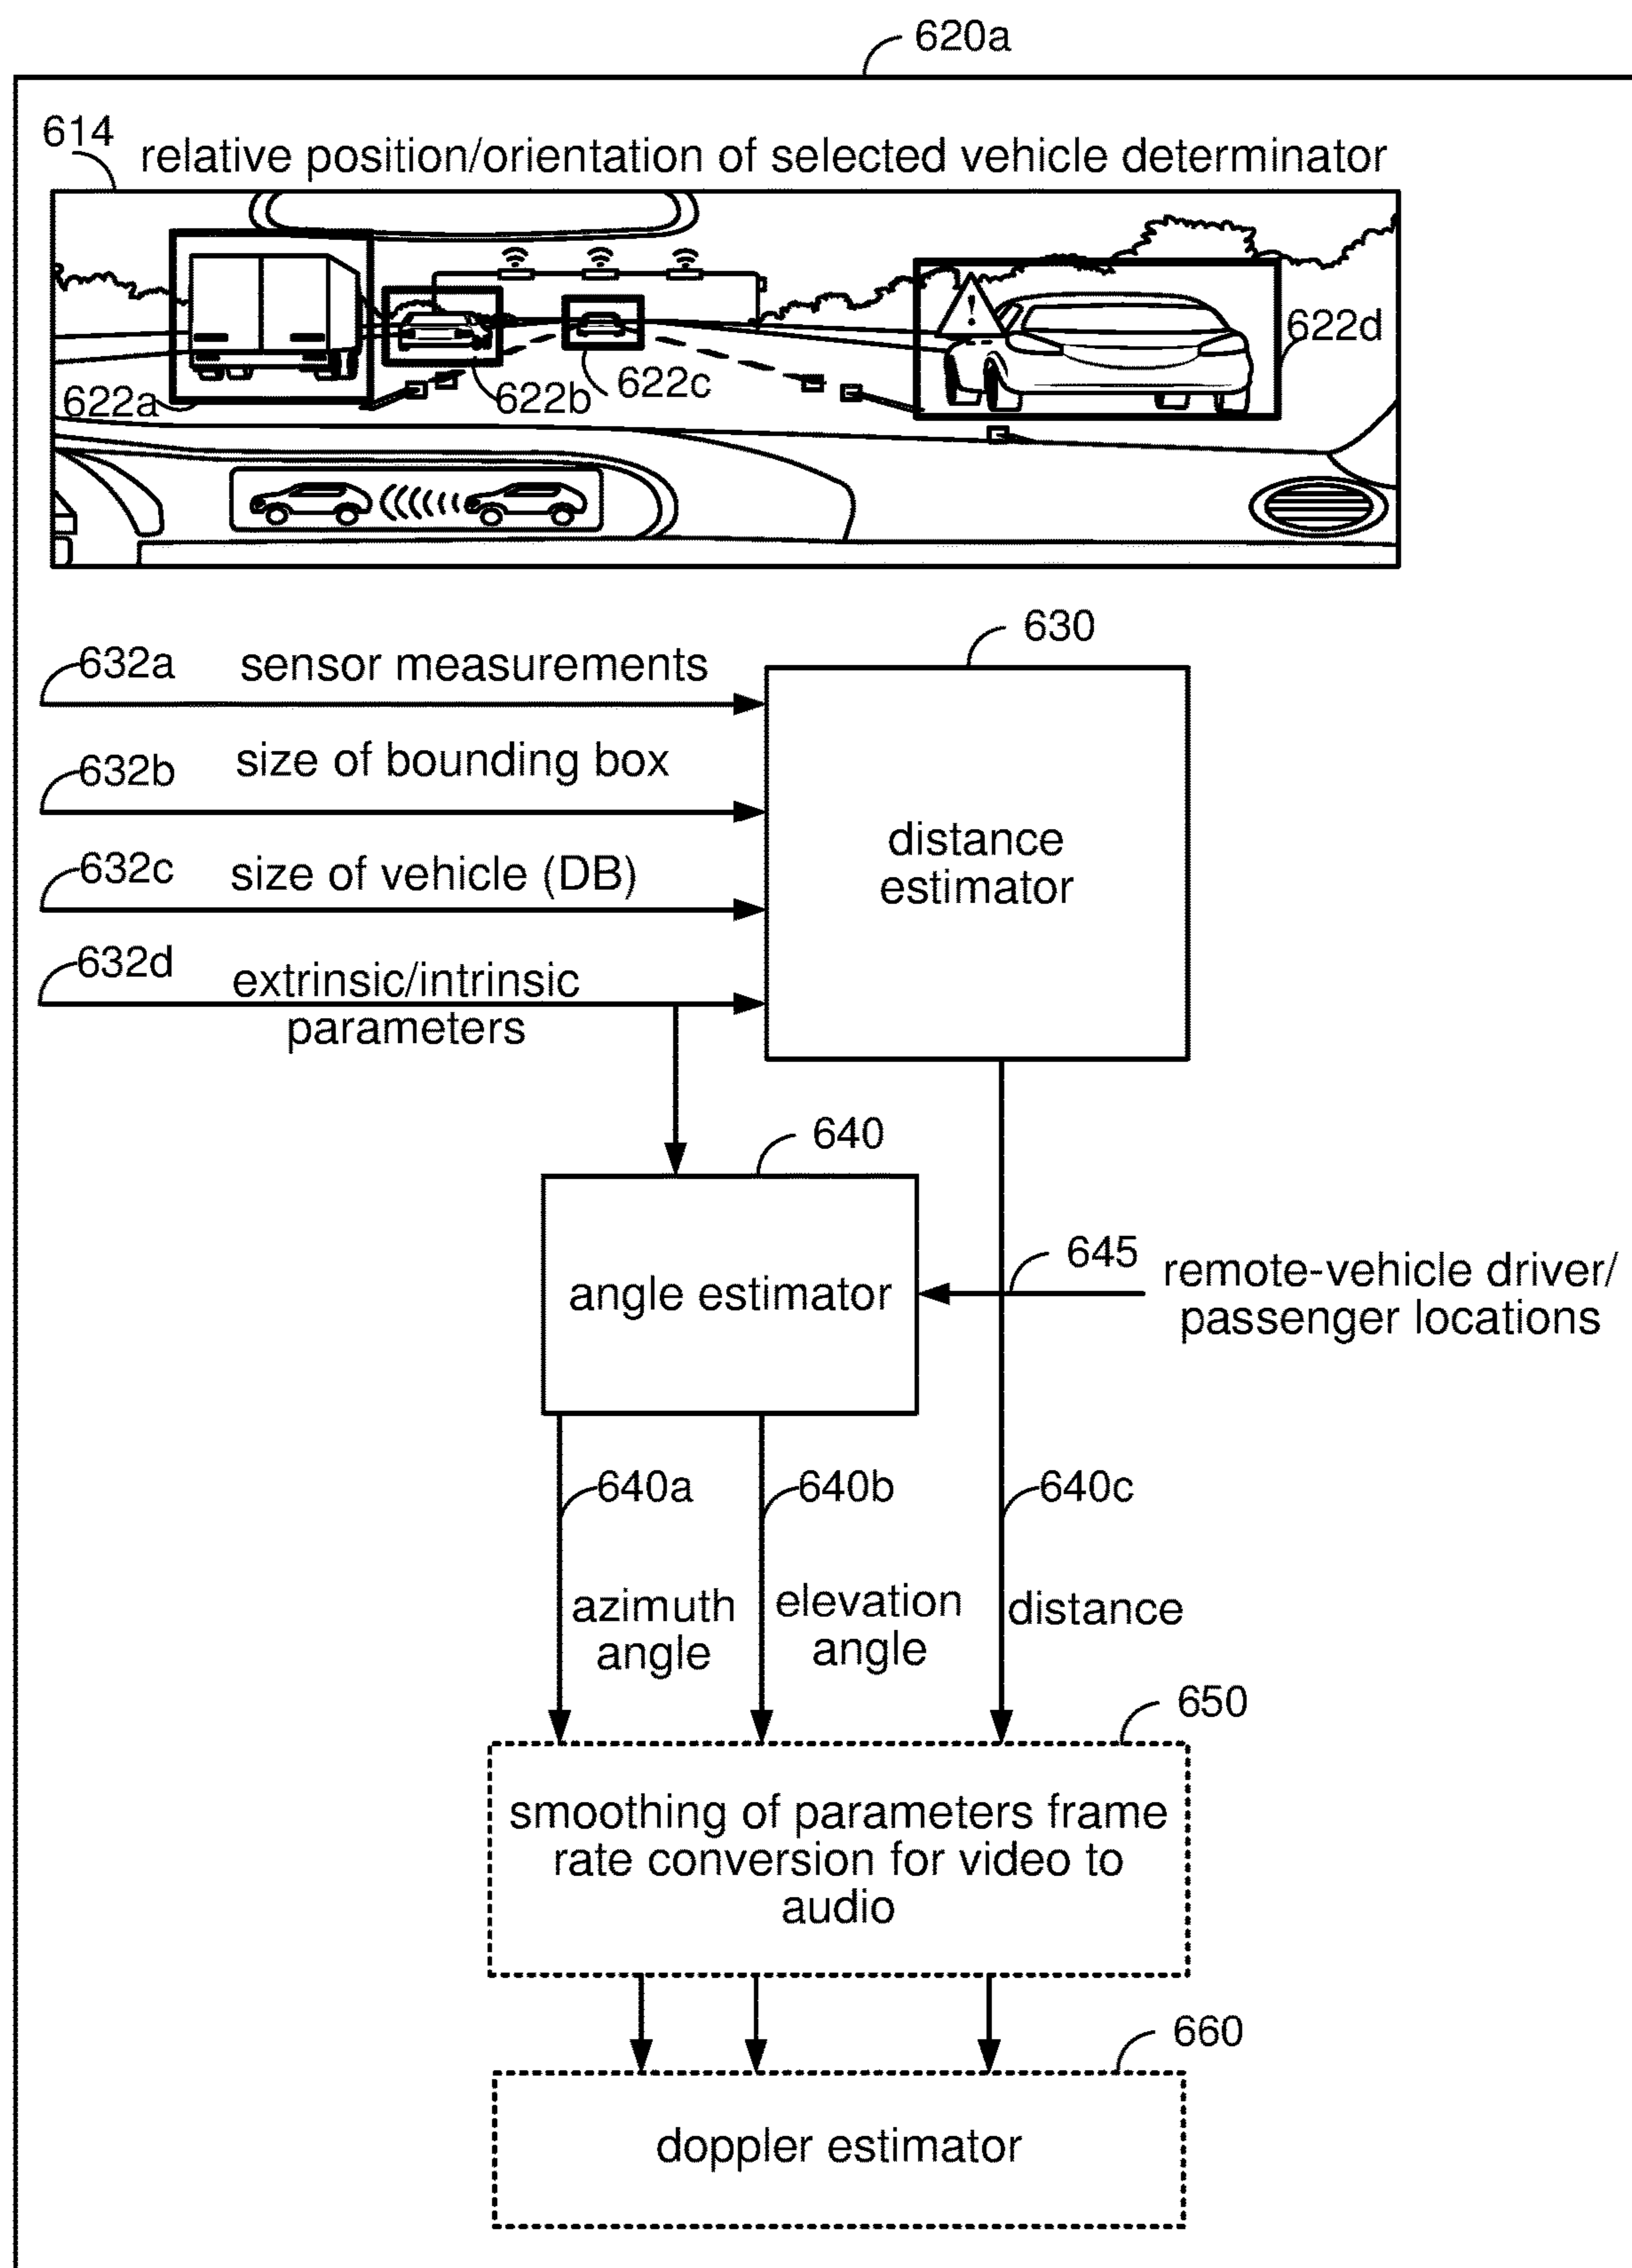 620a
614
relative position/orientation of selected vehicle determinator
!
622d
622a
622b
622c
630
632a
sensor measurements
632b
size of bounding box
distance
estimator
632c
size of vehicle (DB)
632d
extrinsic/intrinsic
parameters
640
angle estimator
645
remote-vehicle driver/
passenger locations
640a
640b
640c
azimuth
angle
elevation
angle
distance
650
smoothing of parameters frame
rate conversion for video to
audio
660
doppler estimator